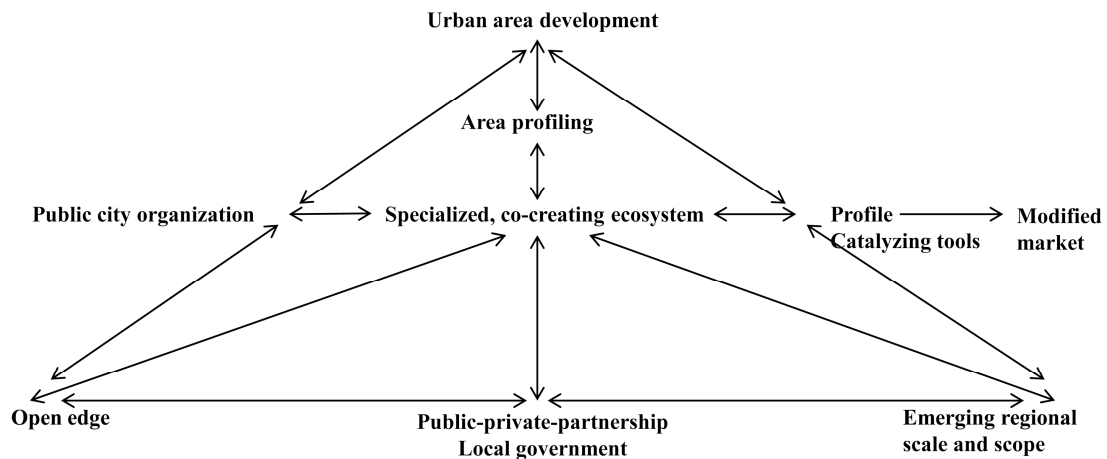 Urban area development
Area profiling
Public city organization
Specialized, co-creating ecosystem
Profile
Catalyzing tools
Modified
market
Open edge
Public-private-partnership
Local government
Emerging regional
scale and scope